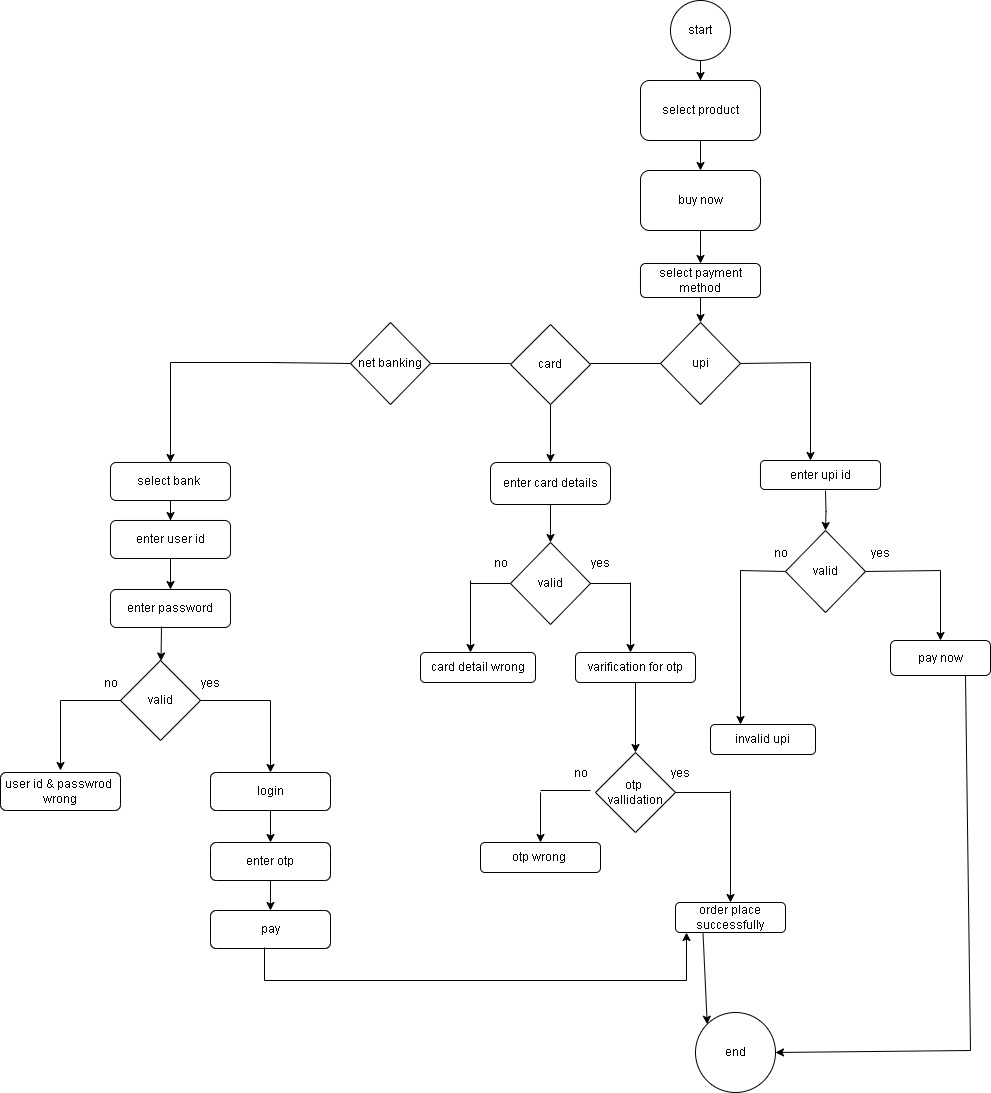 start
select product
buy now
select payment
method
net banking
card
upi
select bank
enter card details
enter upi id
enter user id
no
yes
valid
no
yes
valid
enter password
card detail wrong
varification for otp
pay now
no
yes
valid
invalid upi
user id & passwrod
wrong
login
no
yes
otp
vallidation
enter otp
otp wrong
pay
order place
successfully
end